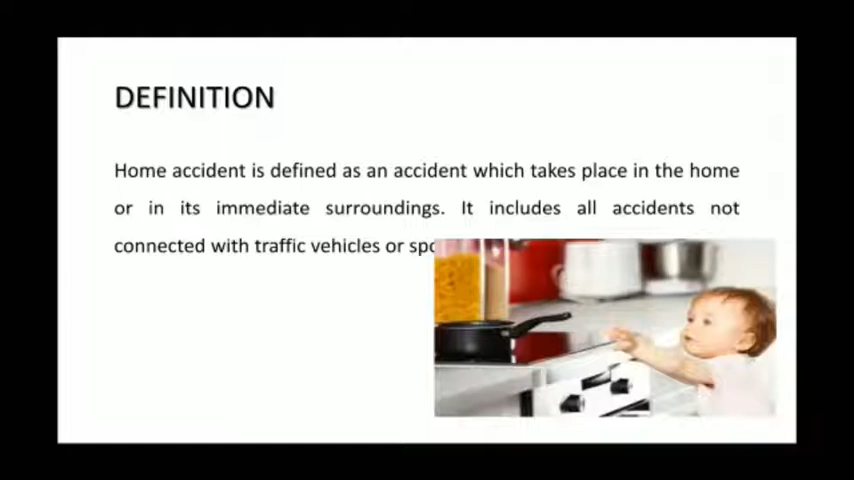 DEFINITION
Home accident is defined as an accident which takes place in the home
or in its immediate surroundings. It includes all accidents not
connected with traffic vehicles or